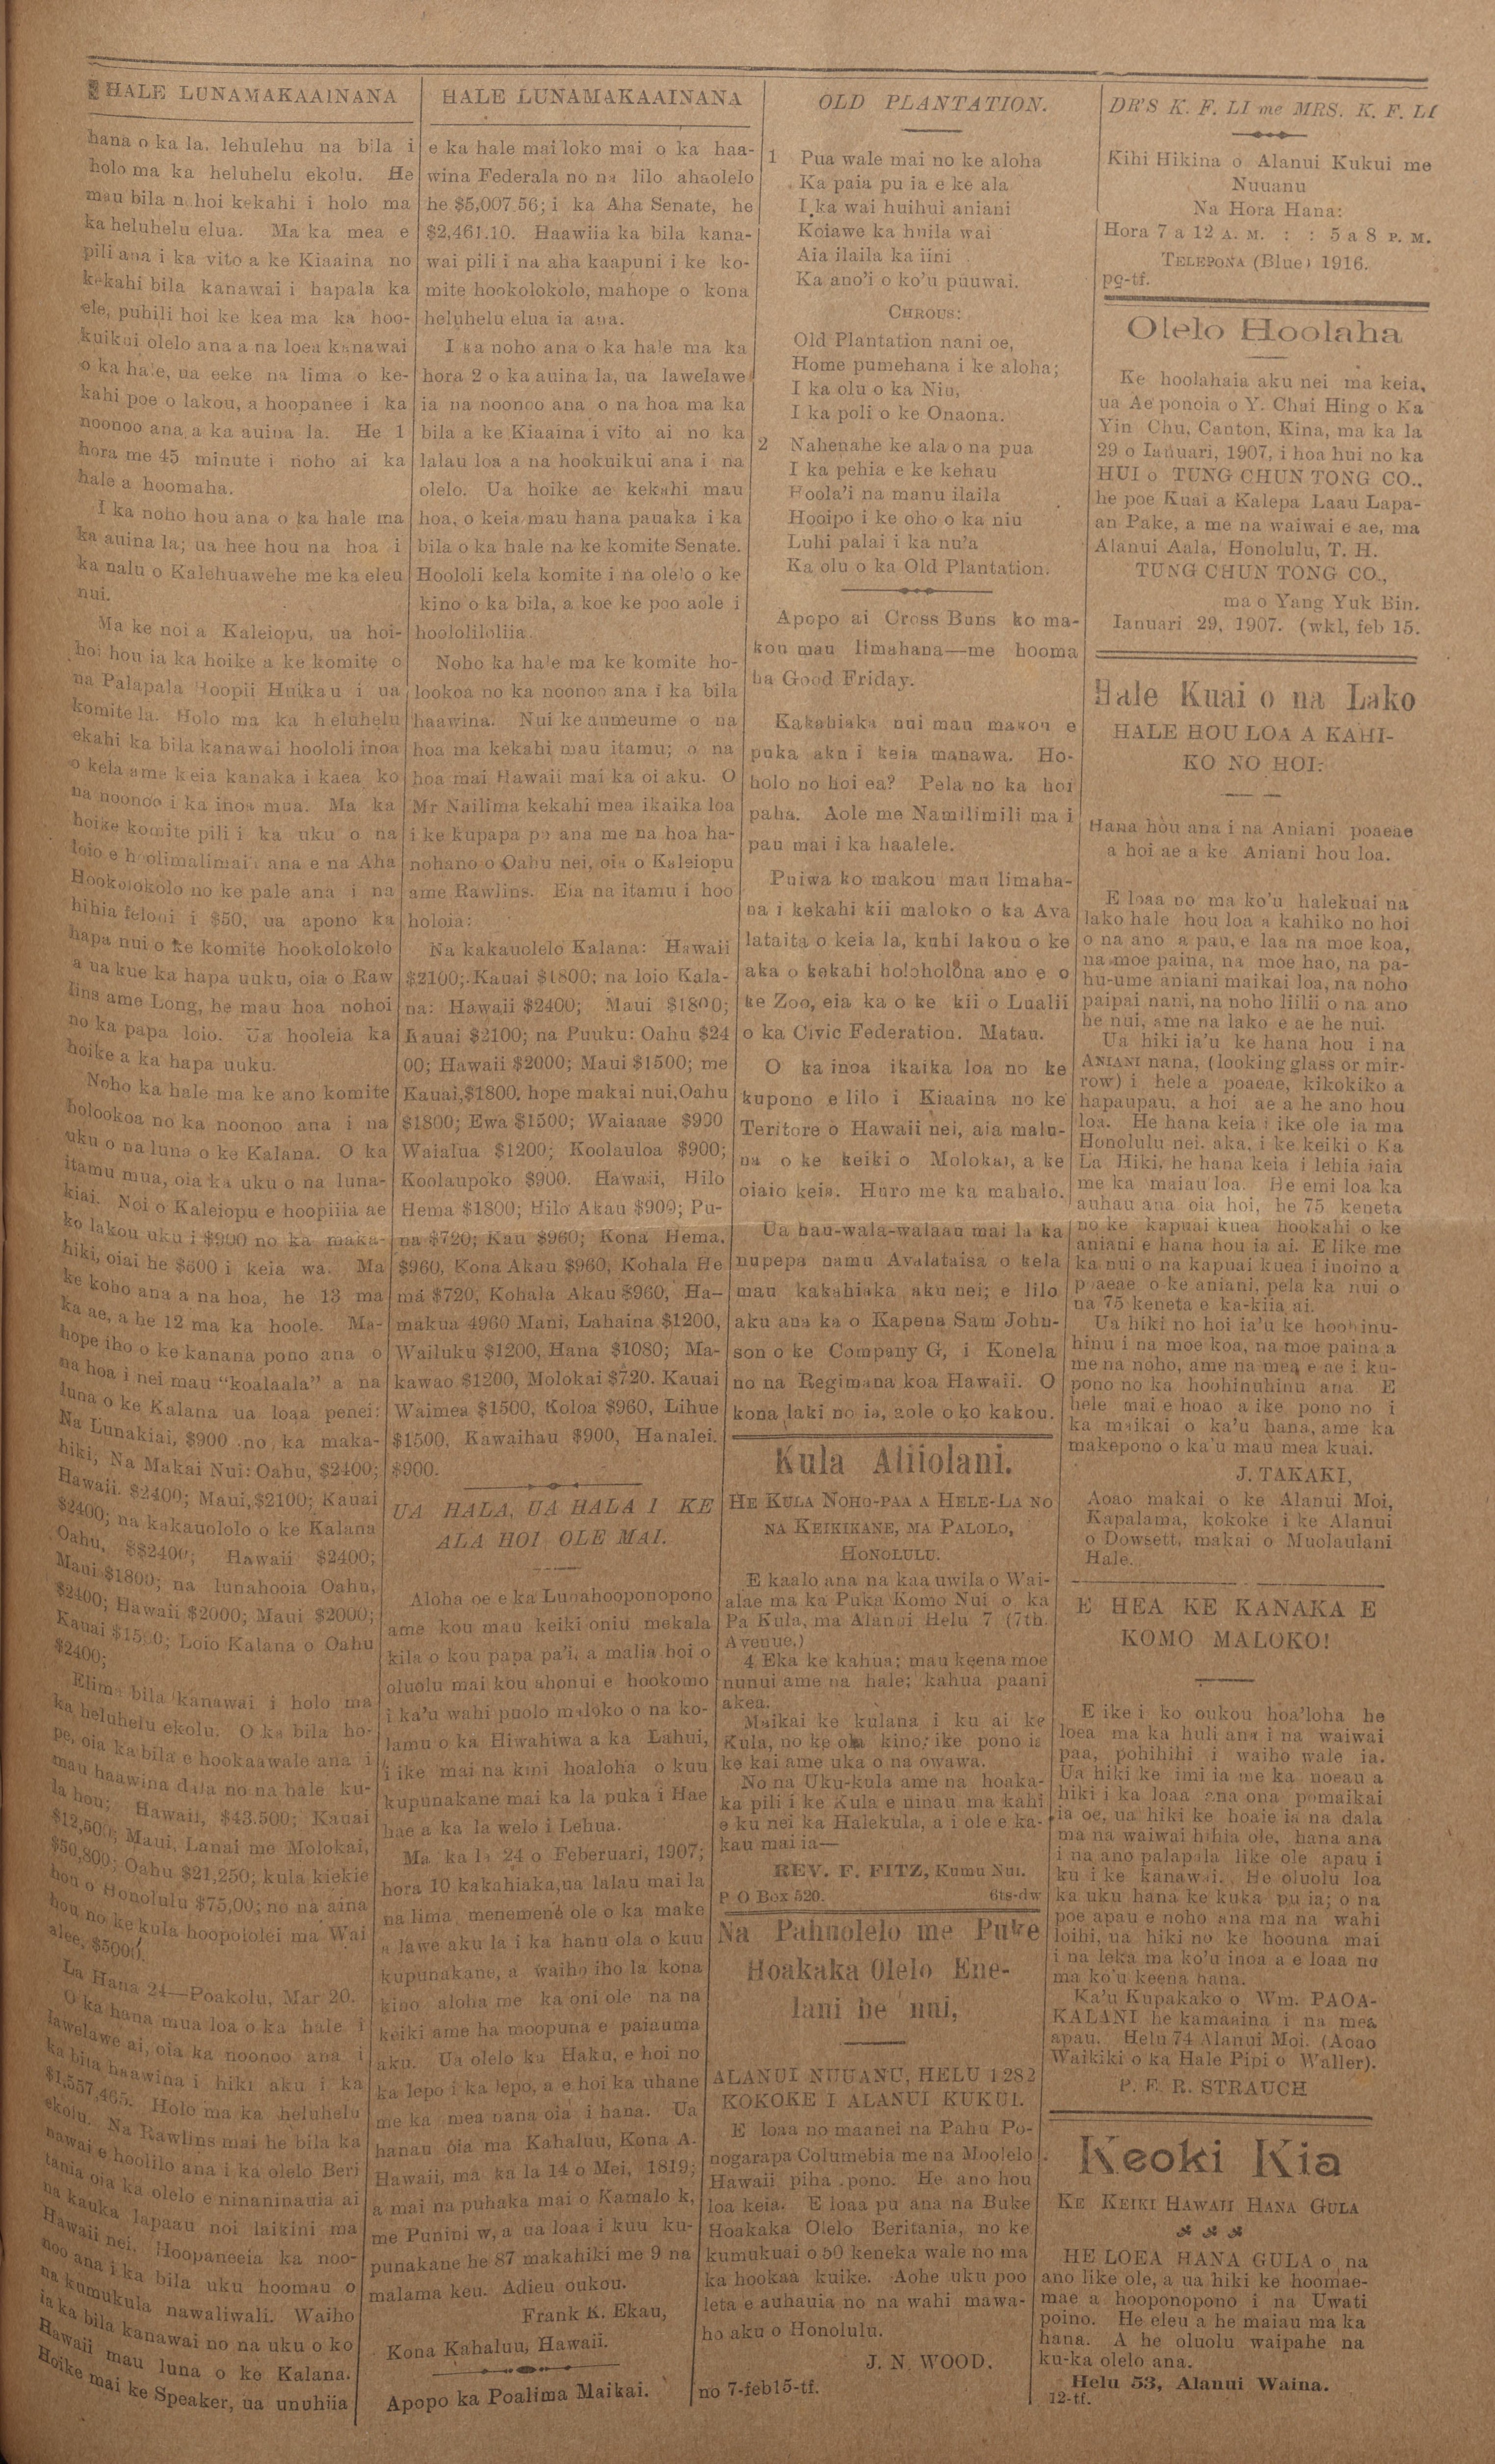 HALE LUNAMAKAAINANA
hana o ka la. lehulehu na bila i
holo ma ka heluhelu ekolu. He
mau bila n hoi kekahi i holo ma
ka heluhelu elua. Ma ka mea e
pili ana i ka vito a ke Kiaaina no
kekahi bila kanawai i hapala ka
ele, puhili hoi ke kea ma ka hoo-
kuikui olelo ana a na loea kanawai
o ka hale, ua eeke na lima o ke-
kahi poe o lakou, a hoopanee i ka
noonoo ana a ka auina la. He 1
hora me 45 minute i noho ai ka
hale a hoomaha.
I ka noho hou ana o ka hale ma
ka auina la; ua hee hou na hoa i
ka nalu o Kalehuawehe me ka eleu
nui.
Ma ke noi a Kaleiopu, ua hoi-
hoi hou ia ka hoike a ke komite o
na Palapala Hoopii Huikau i ua
komite la. Holo ma ka heluhelu
ekahi ka bila kanawai hoololi inoa
o kela ame keia kanaka i kaea ko
na noonoo i ka inoa mua. Ma ka
hoike komite pili i ka uku o na
loio e hoolimalimaia ana e na Aha
Hookolokolo no ke pale ana i na
hihia feloni i $50, ua apono ka
hapa nui o ke komite hookolokolo
a ua kue ka hapa uuku, oia o Raw
lins ame Long, he mau hoa nohoi
no ka papa loio. Ua hooleia ka
hoike a ka hapa uuku.
Noho ka hale ma ke ano komite
holookoa no ka noonoo ana i na
uku o na luna o ke Kalana. O ka
itamu mua, oia ka uku o na luna-
kiai. Noi o Kaleiopu e hoopiiia ae
ko lakou uku i $900 no ka maka-
hiki, oiai he $600 i keia wa. Ma
ke koho ana a na hoa, he 13 ma
ka ae, a he 12 ma ka hoole. Ma-
hope iho o ke kanana pono ana o
na hoa i nei mau "koalaala" a na
luna o ke Kalana ua loaa penei:
Na Lunakiai, $900 no ka maka-
hiki, Na Makai Nui: Oahu, $2400;
Hawaii. $2400; Maui, $2100; Kauai
$2400; na kakauololo o ke Kalana
Oahu, $$2400; Hawaii $2400;
Maui $1800; na lunahooia Oahu,
$2400; Hawaii $2000; Maui $2000;
Kauai Loio Kalana o Oahu
$2400;
Elima bila kanawai i holo ma
ka heluhelu ekolu. O ka bila ho-
pe, oia ka bila e hookaawale ana i
mau haawina dala no na hale ku-
la hou; Hawaii, $43.500; Kauai
$12,500; Maui, Lanai me Molokai,
$50,800; Oahu $21,250; kula kiekie
hou o Honolulu $75,00; no na aina
hou no ke kula hoopololei ma Wai
alee, $5000.
La Hana 24—Poakolu, Mar 20.
O ka hana mua loa o ka hale i
lawelawe ai, oia ka noonoo ana i
ka bila haawina i hiki aku i ka
$1,557,465. Holo ma ka heluhelu
ekolu. Na Rawlins mai he bila ka
nawai e hoolilo ana i ka olelo Beri
tania oia ka olelo e ninaninauia ai
na kauka lapaau noi laikini ma
Hawaii nei. Hoopaneeia ka noo-
noo ana i ka bila uku hoomau o
na kumukula nawaliwali. Waiho
ia ka bila kanawai no na uku o ko
Hawaii mau luna o ke Kalana.
Hoike mai ke Speaker, ua unuhiia
HALE LUNAMAKAAINANA
e ka hale mai loko mai o ka haa-
wina Federala no na lilo ahaolelo
he $5,007.56; i ka Aha Senate, he
$2,461.10. Haawiia ka bila kana-
wai pili i na aha kaapuni i ke ko-
mite hookolokolo, mahope o kona
heluhelu elua ia ana.
I ka noho ana o ka hale ma ka
hora 2 o ka auina la, ua lawelawe
ia na noonoo ana o na hoa ma ka
bila a ke Kiaaina i vito ai no ka
lalau loa a na hookuikui ana i na
olelo. Ua hoike ae kekahi mau
hoa, o keia mau hana pauaka i ka
bila o ka hale na ke komite Senate.
Hoololi kela komite i na olelo o ke
kino o ka bila, a koe ke poo aole i
hoololiloliia.
Noho ka hale ma ke komite ho-
lookoa no ka noonoo ana i ka bila
haawina. Nui ke aumeume o na
hoa ma kekahi mau itamu; o na
hoa mai Hawaii mai ka oi aku. O
Mr Nailima kekahi mea ikaika loa
i ke kupapa pa ana me na hoa ha-
nohano o Oahu nei, oia o Kaleiopu
ame Rawlins. Eia na itamu i hoo
holoia:
Na kakauolelo Kalana: Hawaii
$2100; Kauai $1800; na loio Kala-
na: Hawaii $2400; Maui $1800;
Kauai $2100; na Puuku: Oahu $24
00; Hawaii $2000; Maui $1500; me
Kauai,$1800, hope makai nui,Oahu
$1800; Ewa $1500; Waiaaae $900
Waialua $1200; Koolauloa $900;
Koolaupoko $900. Hawaii, Hilo
Hema $1800; Hilo Akau $900; Pu-
na $720; Kau $960; Kona Hema.
$960, Kona Akau $960, Kohala He
ma $720, Kohala Akau $960, Ha-
makua 4960 Mani, Lahaina $1200,
Wailuku $1200, Hana $1080; Ma-
kawao $1200, Molokai $720. Kauai
Waimea $1500, Koloa $960, Lihue
$1500, Kawaihau $900, Hanalei.
$900.
UA HALA, UA HALA I KE
ALA HOI OLE MAI.
Aloha oe e ka Lunahooponopono
ame kou mau keiki oniu mekala
kila o kou papa pa'i, a malia hoi o
oluolu mai kou ahonui e hookomo
i ka'u wahi puolo maloko o na ko-
lamu o ka Hiwahiwa a ka Lahui,
i ike mai na kini hoaloha o kuu
kupunakane mai ka la puka i Hae
hae a ka la welo i Lehua.
Ma ka la 24 o Feberuari, 1907;
hora 10 kakahiaka,ua lalau mai la
na lima menemene ole o ka make
a lawe aku la i ka hanu ola o kuu
kupunakane, a waiho iho la kona
kino aloha me ka oni ole na na
keiki ame ha moopuna e paiauma
aku. Ua olelo ka Haku, e hoi no
ka lepo i ka lepo, a e hoi ka uhane
me ka mea nana oia i hana. Ua
hanau oia ma Kahaluu, Kona A.
Hawaii, ma ka la 14 o Mei, 1819;
a mai na puhaka mai o Kamalo k,
me Punini w, a ua loaa i kuu ku-
punakane he 87 makahiki me 9 na
malama keu. Adieu oukou.
Frank K. Ekau,
Kona Kahaluu, Hawaii.
Apopo ka Poalima Maikai.
OLD PLANTATION.
1 Pua wale mai no ke aloha
Ka paia pu ia e ke ala
I ka wai huihui aniani
Koiawe ka huila wai
Aia ilaila ka iini
Ka ano'i o ko'u puuwai.
CHROUS:
Old Plantation nani oe,
Home pumehana i ke aloha;
I ka olu o ka Niu,
I ka poli o ke Onaona.
2 Nahenahe ke ala o na pua
I ka pehia e ke kehau
Hoola'i na manu ilaila
Hooipo i ke oho o ka niu
Luhi palai i ka nu'a
Ka olu o ka Old Plantation.
Apopo ai Cross Buns ko ma-
kou mau limahana—me hooma
ha Good Friday.
Kakahiaka nui mau makou e
puka aku i keia manawa. Ho-
holo no hoi ea? Pela no ka hoi
paha. Aole me Namilimili ma i
pau mai i ka haalele.
Puiwa ko makou mau limaha-
na i kekahi kii maloko o ka Ava
lataita o keia la, kuhi lakou o ke
aka o kekahi holoholona ano e o
ke Zoo, eia ka o ke kii o Lualii
o ka Civic Federation. Matau.
O ka inoa ikaika loa no ke
kupono e lilo i Kiaaina no ke
Teritore o Hawaii nei, aia malu-
na o ke keiki o Molokai, a ke
oiaio keia. Huro me ka mahalo.
Ua hau-wala-walaau mai la ka
nupepa namu Avalataisa o kela
mau kakahiaka aku nei; e lilo
aku ana ka o Kapena Sam John-
son o ke Company G, i Konela
no na Regimana koa Hawaii. O
kona laki no ia, aole o ko kakou.
Kula Aliiolani.
HE KULA NOHO-PAA A HELE-LA NO
NA KEIKIKANE, MA PALOLO,
HONOLULU.
E kaalo ana na kaa uwila o Wai-
alae ma ka Puka Komo Nui o ka
Pa Kula, ma Alanui Helu 7 (7th.
Avenue,)
4 Eka ke kahua; mau keena moe
nunui ame na hale; kahua paani
akea.
Maikai ke kulana i ku ai ke
Kula, no ke ola kino; ike pono ia
ke kai ame uka o na owawa.
No na Uku-kula ame na hoaka-
ka pili i ke Kula e ninau ma kahi
e ku nei ka Halekula, a i ole e ka-
kau mai ia—
REV. F. FITZ, Kumu Nui.
P O Box 520. 6ts-dw
Na Pahuolelo me Puke
Hoakaka Olelo Ene-
lani he nui,
ALANUI NUUANU, HELU 1282
KOKOKE I ALANUI KUKUI.
E loaa no maanei na Pahu Po-
nogarapa Columebia me na Moolelo
Hawaii piha pono. He ano hou
loa keia. E loaa pu ana na Buke
Hoakaka Olelo Beritania, no ke
kumukuai o 50 keneka wale no ma
ka hookaa kuike. Aohe uku poo
leta e auhauia no na wahi mawa-
ho aku o Honolulu.
J. N. WOOD.
no 7-feb15-tf.
DR'S K. F. LI me MRS. K. F. LI
Kihi Hikina o Alanui Kukui me
Nuuanu
Na Hora Hana:
Hora 7 a 12 A. M. : : 5 a 8 P. M.
TELEPONA (Blue) 1916.
pg-tf.
Olelo Hoolaha
Ke hoolahaia aku nei ma keia,
ua Ae ponoia o Y. Chai Hing o Ka
Yin Chu, Canton, Kina, ma ka la
29 o Ianuari, 1907, i hoa hui no ka
HUI o TUNG CHUN TONG CO.,
he poe Kuai a Kalepa Laau Lapa-
an Pake, a me na waiwai e ae, ma
Alanui Aala, Honolulu, T. H.
TUNG CHUN TONG CO.,
ma o Yang Yuk Bin.
Ianuari 29, 1907. (wkl, feb 15.
Hale Kuai o na Lako
HALE HOU LOA A KAHI-
KO NO HOI:
Hana hou ana i na Aniani poaeae
a hoi ae a ke Aniani hou loa.
E loaa no ma ko'u halekuai na
lako hale hou loa a kahiko no hoi
o na ano a pau, e laa na moe koa,
na moe paina, na moe hao, na pa-
hu-ume aniani maikai loa, na noho
paipai nani, na noho liilii o na ano
he nui, ame na lako e ae he nui.
Ua hiki ia'u ke hana hou i na
ANIANI nana, (looking glass or mir-
row) i hele a poaeae, kikokiko a
hapaupau, a hoi ae a he ano hou
loa. He hana keia i ike ole ia ma
Honolulu nei. aka, i ke keiki o Ka
La Hiki, he hana keia i lehia iaia
me ka maiau loa. He emi loa ka
auhau ana oia hoi, he 75 keneta
no ke kapuai kuea hookahi o ke
aniani e hana hou ia ai. E like me
ka nui o na kapuai kuea i inoino a
poaeae o ke aniani, pela ka nui o
na 75 keneta e ka-kiia ai.
Ua hiki no hoi ia'u ke hoohinu-
hinu i na moe koa, na moe paina a
me na noho, ame na mea e ae i ku-
pono no ka hoohinuhinu ana. E
hele mai e hoao a ike pono no i
ka maikai o ka'u hana, ame ka
makepono o ka'u mau mea kuai.
J. TAKAKI,
Aoao makai o ke Alanui Moi,
Kapalama, kokoke i ke Alanui
o Dowsett, makai o Muolaulani
Hale.
E HEA KE KANAKA E
KOMO MALOKO!
E ike i ko oukou hoa'loha he
loea ma ka huli ana i na waiwai
paa, pohihihi i waiho wale ia.
Ua hiki ke imi ia me ka noeau a
hiki i ka loaa ana ona pomaikai
ia oe, ua hiki ke hoaie ia na dala
ma na waiwai hihia ole, hana ana
i na ano palapala like ole apau i
ku i ke kanawai. He oluolu loa
ka uku hana ke kuka pu ia; o na
poe apau e noho ana ma na wahi
loihi, ua hiki no ke hoouna mai
i na leka ma ko'u inoa a e loaa no
ma ko'u keena hana.
Ka'u Kupakako o Wm. PAOA-
KALANI he kamaaina i na mea
apau. Helu 74 Alanui Moi. (Aoao
Waikiki o ka Hale Pipi o Waller).
P. E. R. STRAUCH
Keoki Kia
KE KEIKI HAWAII HANA GULA
HE LOEA HANA GULA o na
ano like ole, a ua hiki ke hoomae-
mae a hooponopono i na Uwati
poino. He eleu a he maiau ma ka
hana. A he oluolu waipahe na
ku-ka olelo ana.
Helu 53, Alanui Waina.
12-tf.